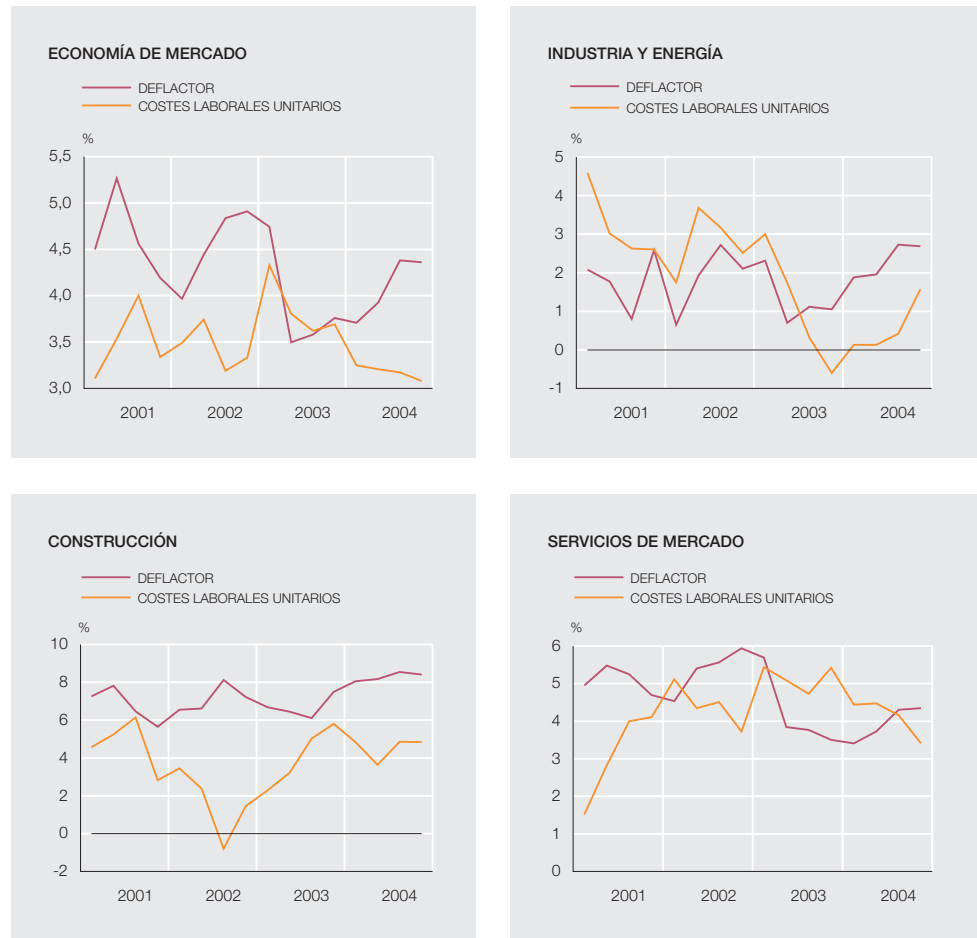 ECONOMÍA DE MERCADO
DEFLACTOR
COSTES LABORALES UNITARIOS
%
5,5
5,0
4,5
4,0
3,5
3,0
2001 2002 2003 2004
INDUSTRIA Y ENERGÍA
DEFLACTOR
COSTES LABORALES UNITARIOS
%
5
4
3
2
1
0
-1
2001 2002 2003 2004
CONSTRUCCIÓN
DEFLACTOR
COSTES LABORALES UNITARIOS
%
10
8
6
4
2
0
-2
2001 2002 2003 2004
SERVICIOS DE MERCADO
DEFLACTOR
COSTES LABORALES UNITARIOS
%
6
5
4
3
2
1
0
2001 2002 2003 2004